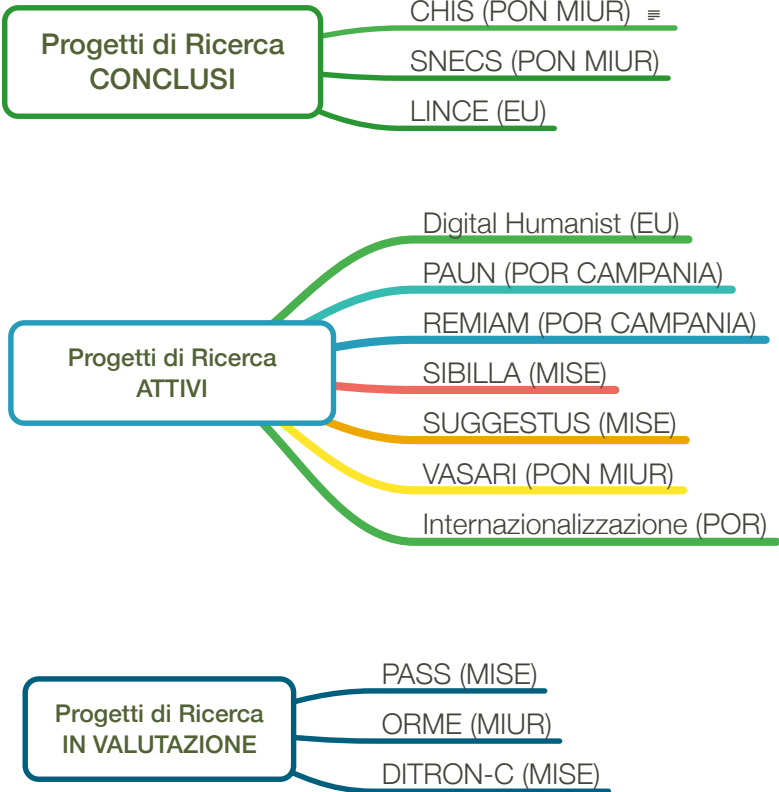 Progetti di Ricerca
CONCLUSI
CHIS (PON MIUR)
SNECS (PON MIUR)
LINCE (EU)
Progetti di Ricerca
ATTIVI
Digital Humanist (EU)
PAUN (POR CAMPANIA)
REMIAM (POR CAMPANIA)
SIBILLA (MISE)
SUGGESTUS (MISE)
VASARI (PON MIUR)
Internazionalizzazione (POR)
Progetti di Ricerca
IN VALUTAZIONE
PASS (MISE)
ORME (MIUR)
DITRON-C (MISE)